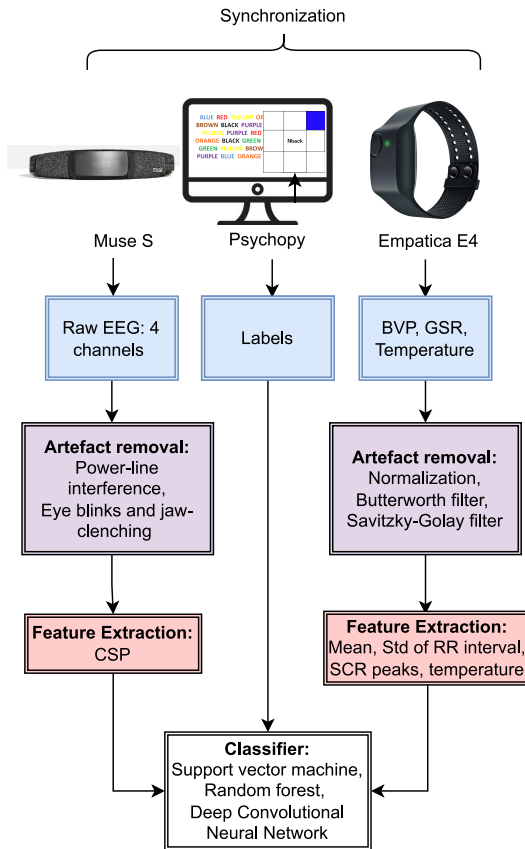 Synchronization
BLUE RED YELLOW OR
BROWN BLACK PURPLE
YELLOW PURPLE RED
ORANGE BLACK GREEN
GREEN YELLOW BROW
PURPLE BLUE ORANGE
Nback
Muse S
Psychopy
Empatica E4
Raw EEG: 4
channels
Labels
BVP, GSR,
Temperature
Artefact removal:
Power-line
interference,
Eye blinks and jaw-
clenching
Artefact removal:
Normalization,
Butterworth filter,
Savitzky-Golay filter
Feature Extraction:
CSP
Feature Extraction:
Mean, Std of RR interval,
SCR peaks, temperature
Classifier:
Support vector machine,
Random forest,
Deep Convolutional
Neural Network